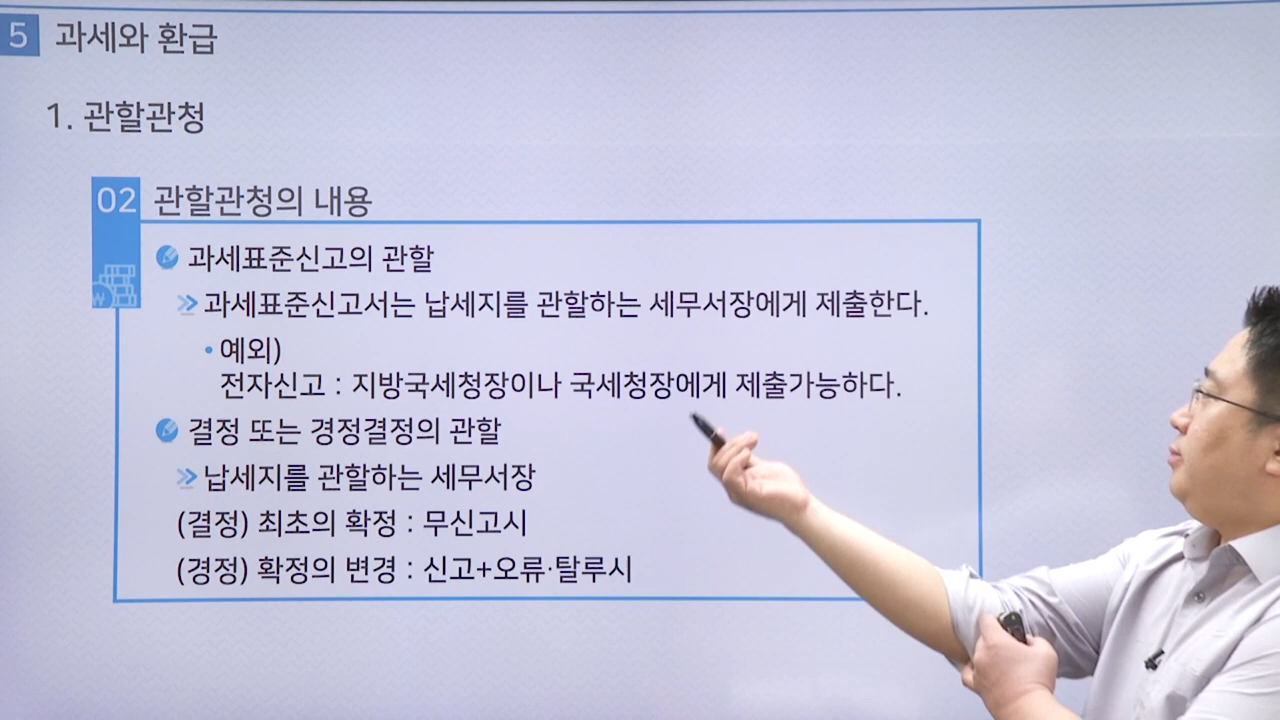 5 과세와 환급
1. 관할관청
02 관할관청의 내용
과세표준신고의 관할
» 과세표준신고서는 납세지를 관할하는 세무서장에게 제출한다.
• 예외)
전자신고 : 지방국세청장이나 국세청장에게 제출가능하다.
결정 또는 경정결정의 관할
» 납세지를 관할하는 세무서장
(결정) 최초의 확정 : 무신고시
(경정) 확정의 변경 : 신고+오류·탈루시